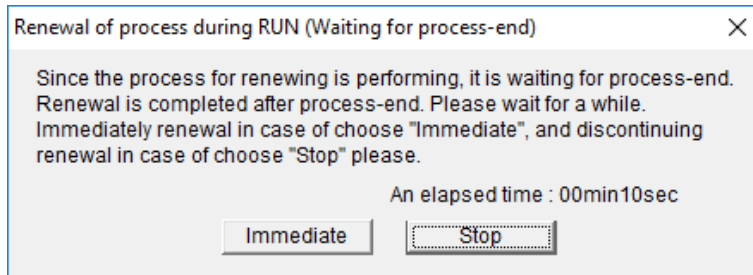 Renewal of process during RUN (Waiting for process-end)
Since the process for renewing is performing, it is waiting for process-end.
Renewal is completed after process-end. Please wait for a while.
Immediately renewal in case of choose "Immediate", and discontinuing
renewal in case of choose "Stop" please.
An elapsed time : 00min10sec
Immediate
Stop